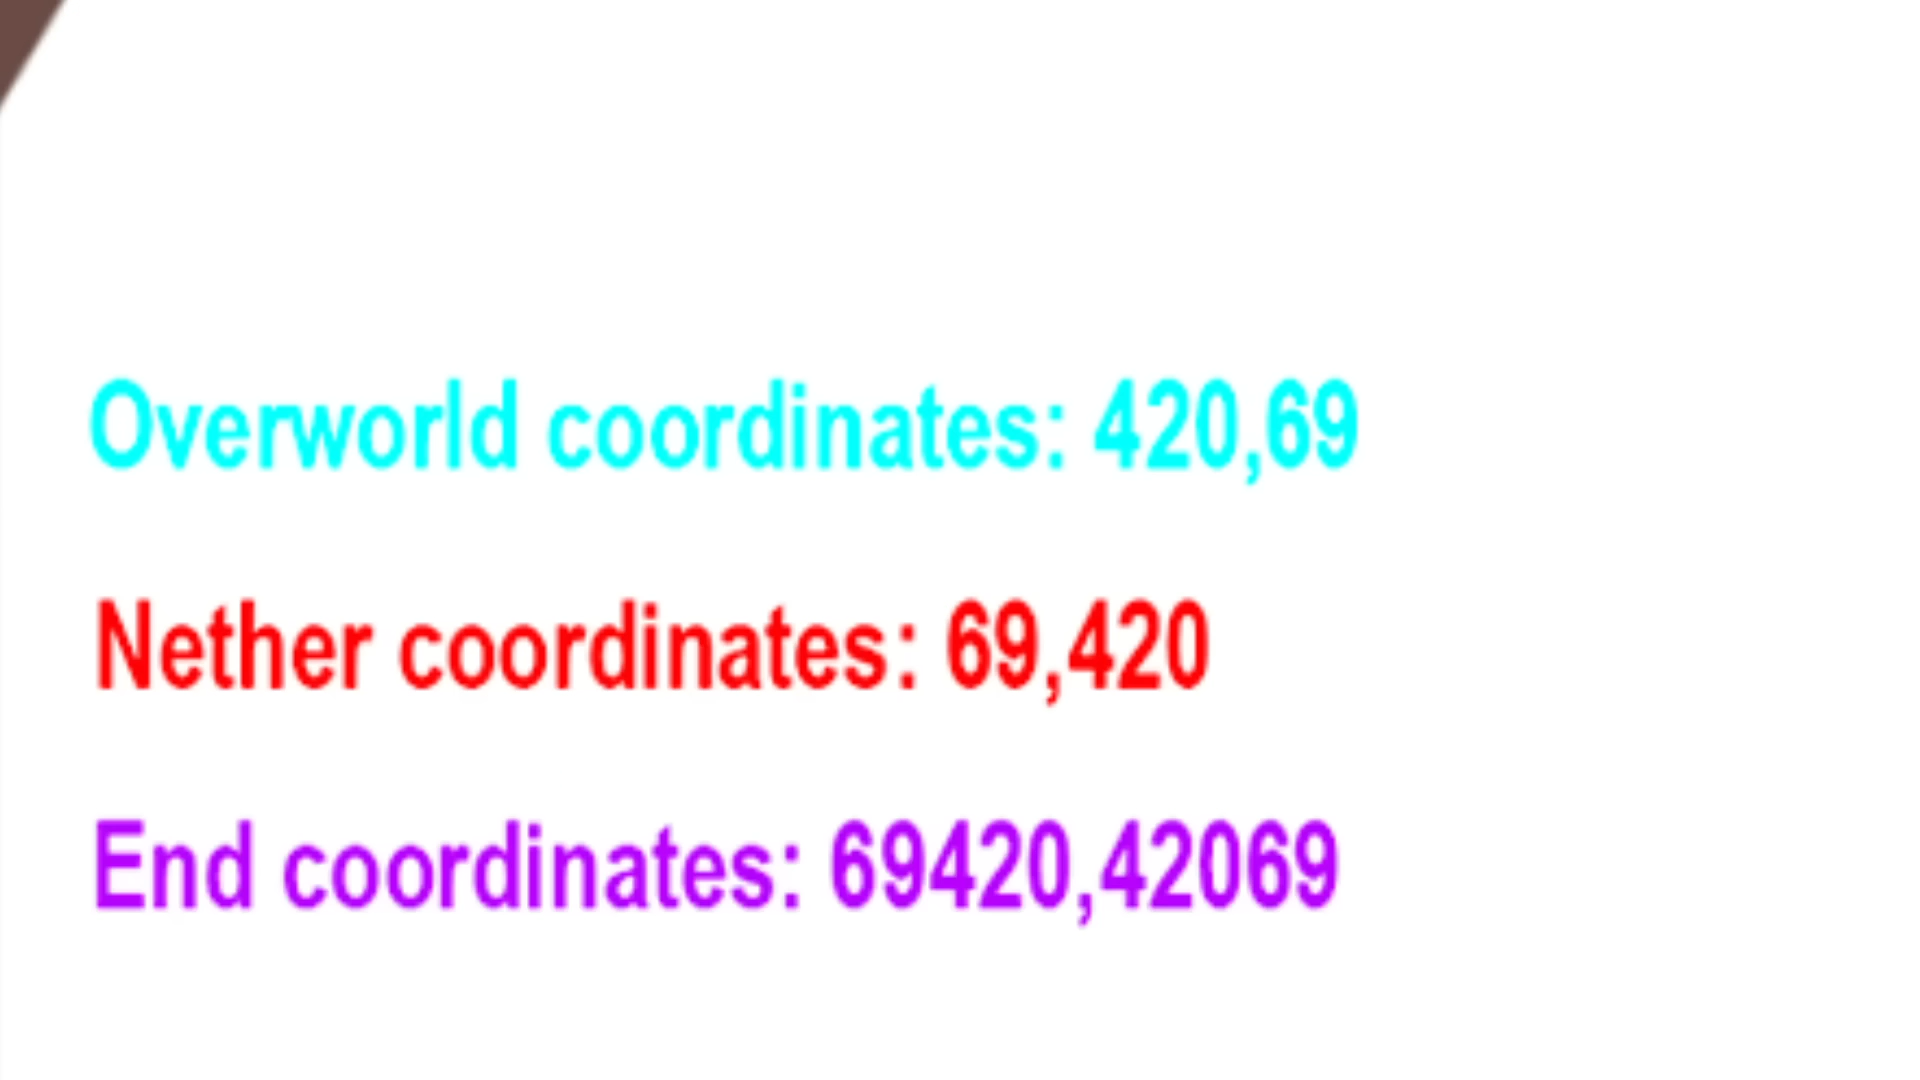 Overworld coordinates: 420,69
Nether coordinates: 69,420
End coordinates: 69420,42069